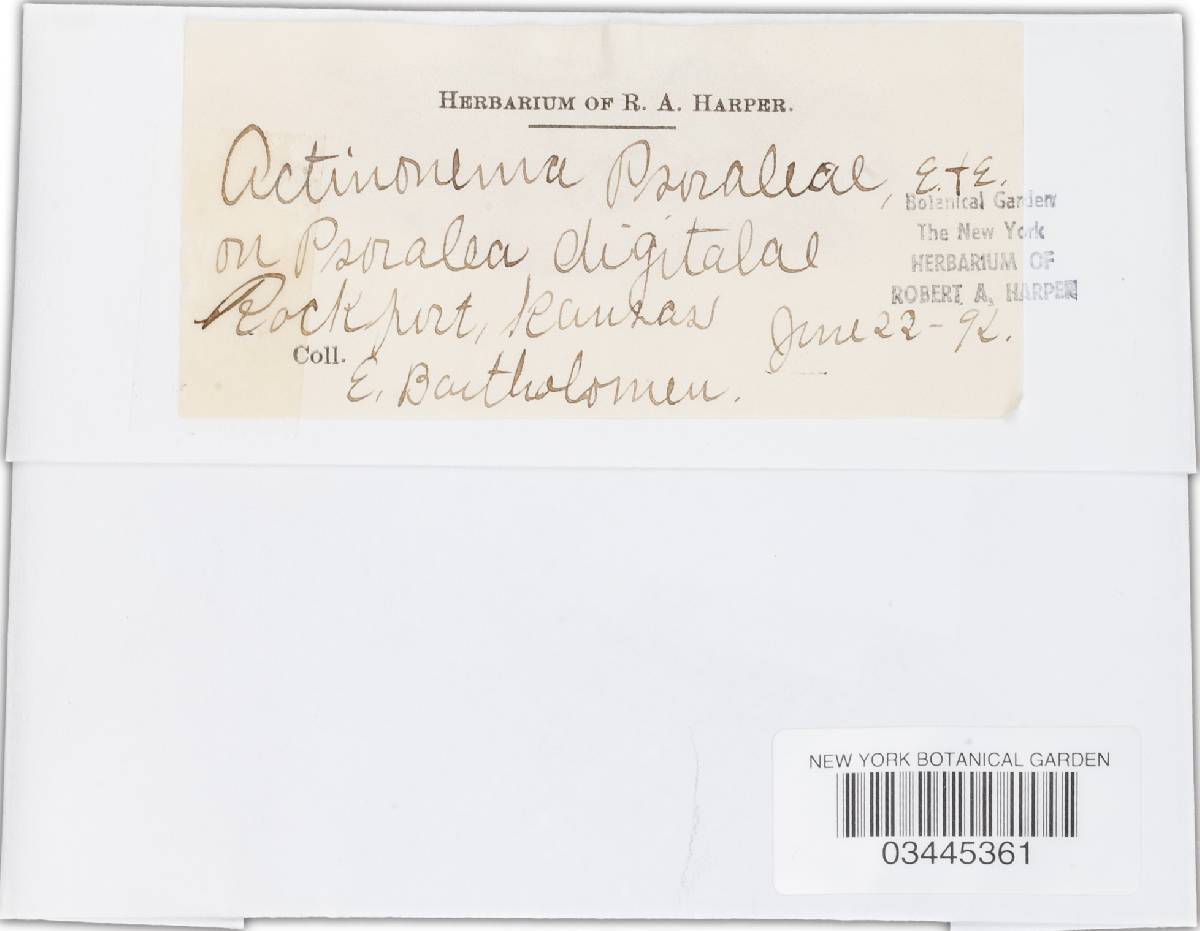 HERBARIUM OF R. A. HARPER.
Actinonema Psoraleae, E. + E.
on Psoralea digitalae
Rockport, Kansas June 22 - 92.
Coll. E. Bartholomew.
Botanical Garden
The New York
HERBARIUM OF
ROBERT A. HARPER
NEW YORK BOTANICAL GARDEN
03445361